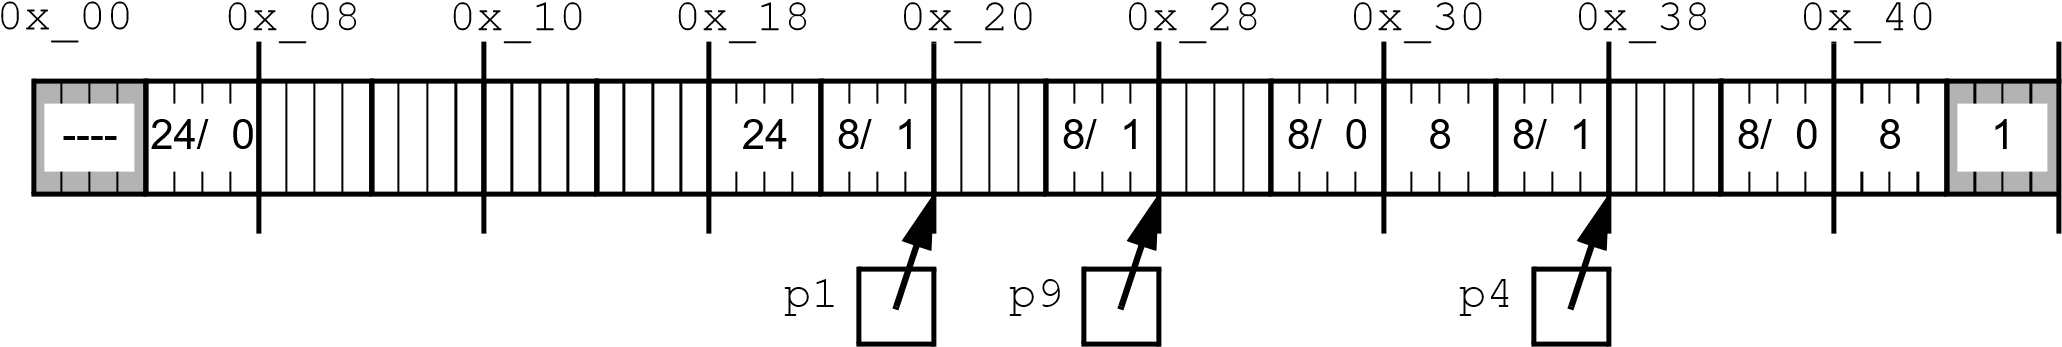 0x_00 0x_08 0x_10 0x_18 0x_20 0x_28 0x_30 0x_38 0x_40
---- 24/ 0 24 8/ 1 8/ 1 8/ 0 8 8/ 1 8/ 0 8 1
p1 p9 p4